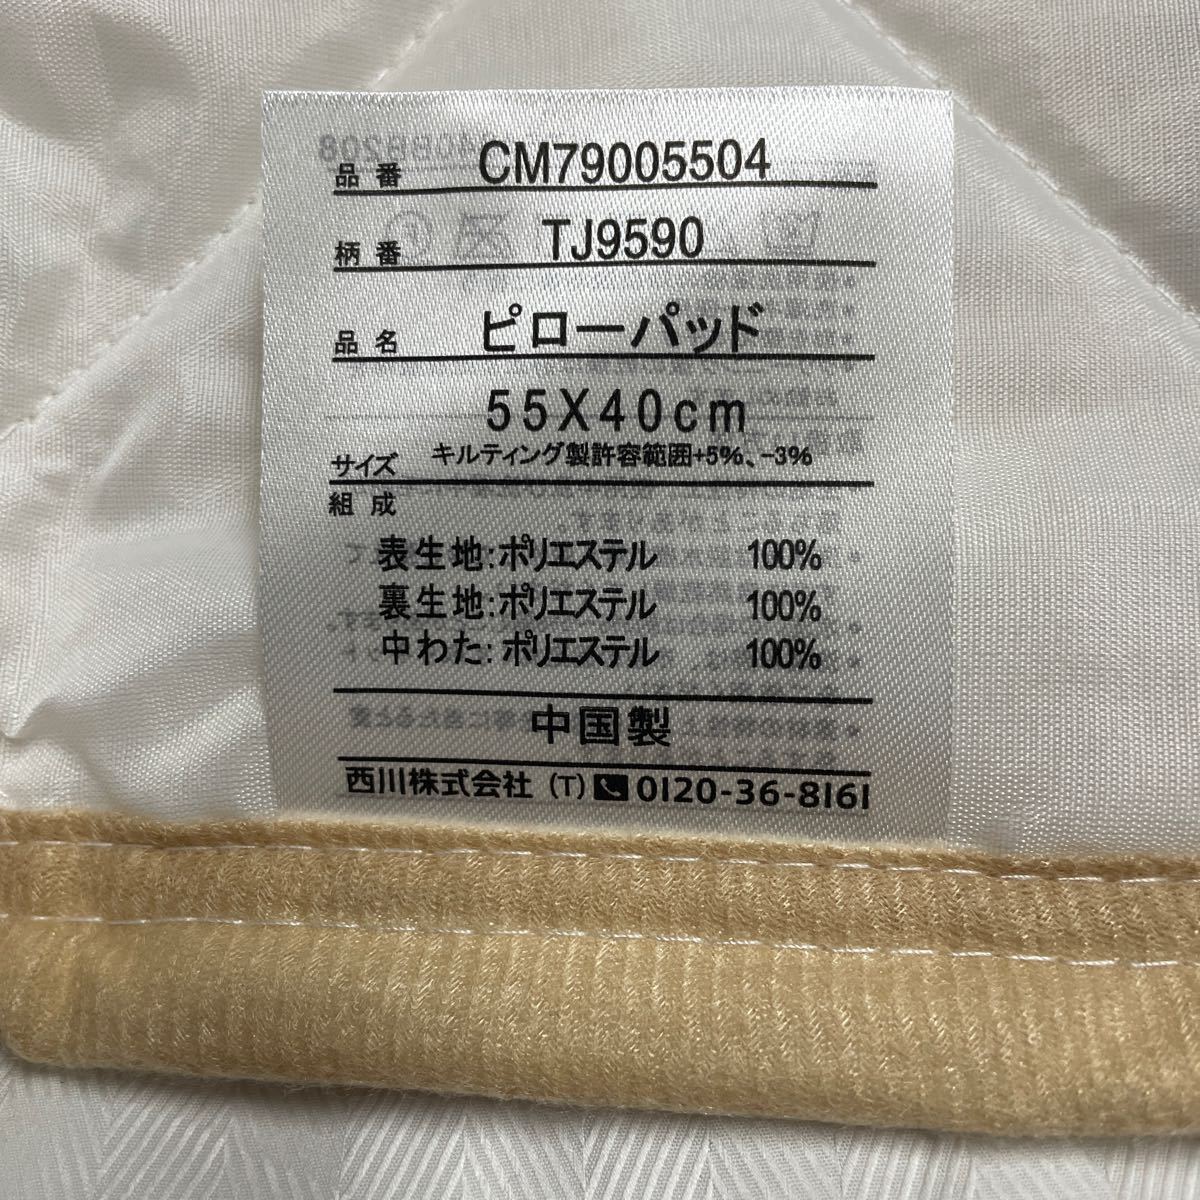 品番 CM79005504
柄番 TJ9590
品名 ピローパッド
55X40cm
サイズ キルティング製許容範囲+5%、-3%
組成
表生地:ポリエステル 100%
裏生地:ポリエステル 100%
中わた:ポリエステル 100%
中国製
西川株式会社 (T) 0120-36-8161